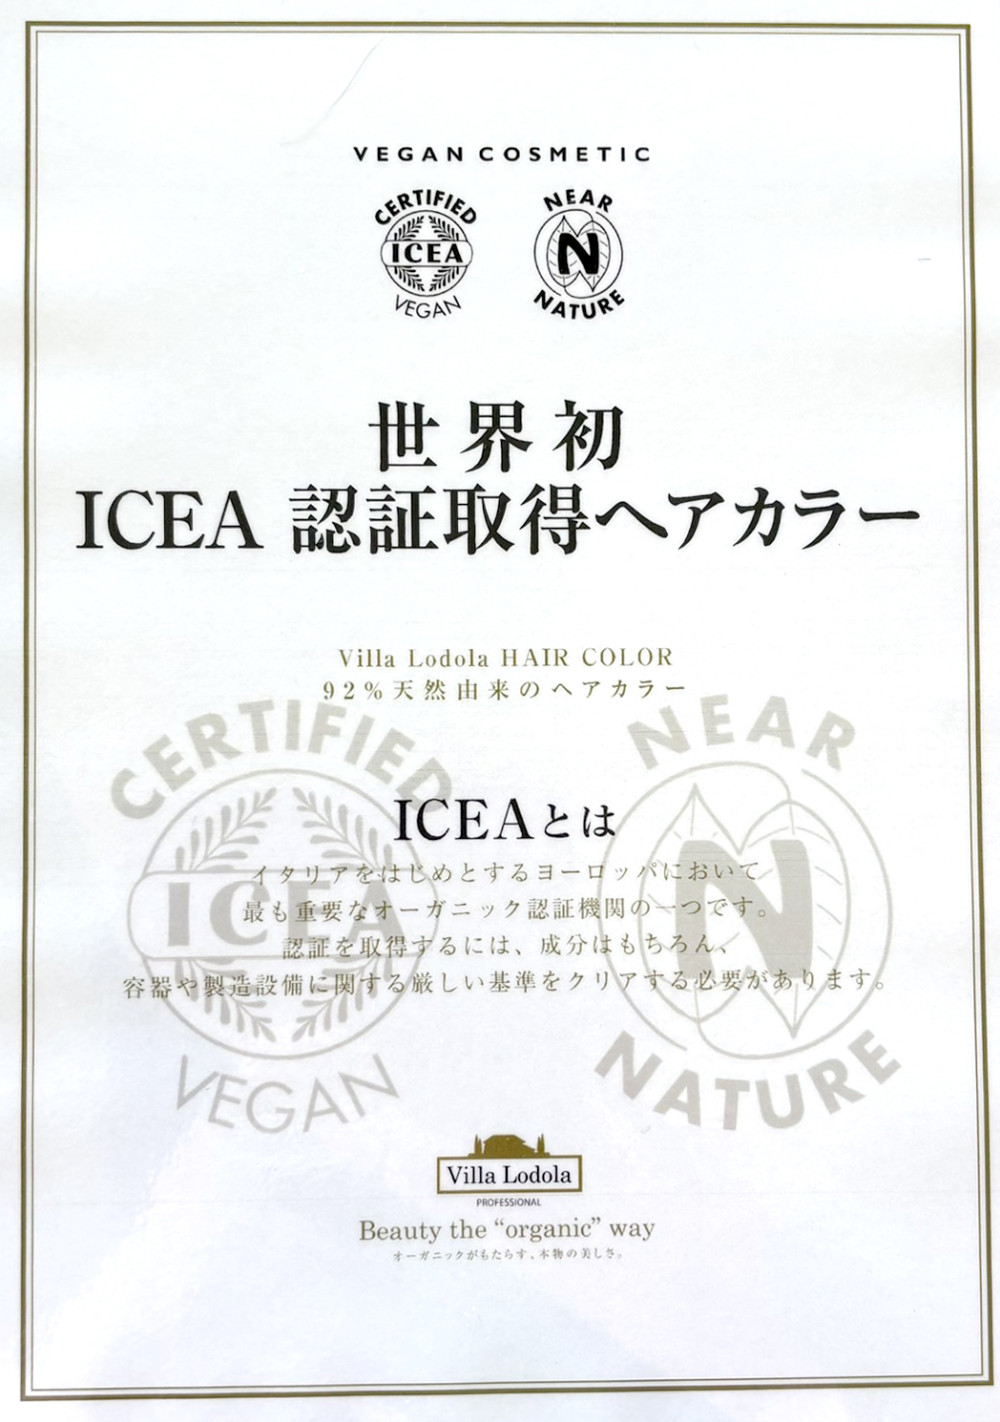 VEGAN COSMETIC
CERTIFIED
ICEA
VEGAN
NEAR
N
NATURE
世界初
ICEA 認証取得ヘアカラー
Villa Lodola HAIR COLOR
92%天然由来のヘアカラー
CERTIFIED
ICEA
VEGAN
NEAR
N
NATURE
ICEAとは
イタリアをはじめとするヨーロッパにおいて
最も重要なオーガニック認証機関の一つです。
認証を取得するには、成分はもちろん、
容器や製造設備に関する厳しい基準をクリアする必要があります。
Villa Lodola
PROFESSIONAL
Beauty the “organic” way
オーガニックがもたらす、本物の美しさ。